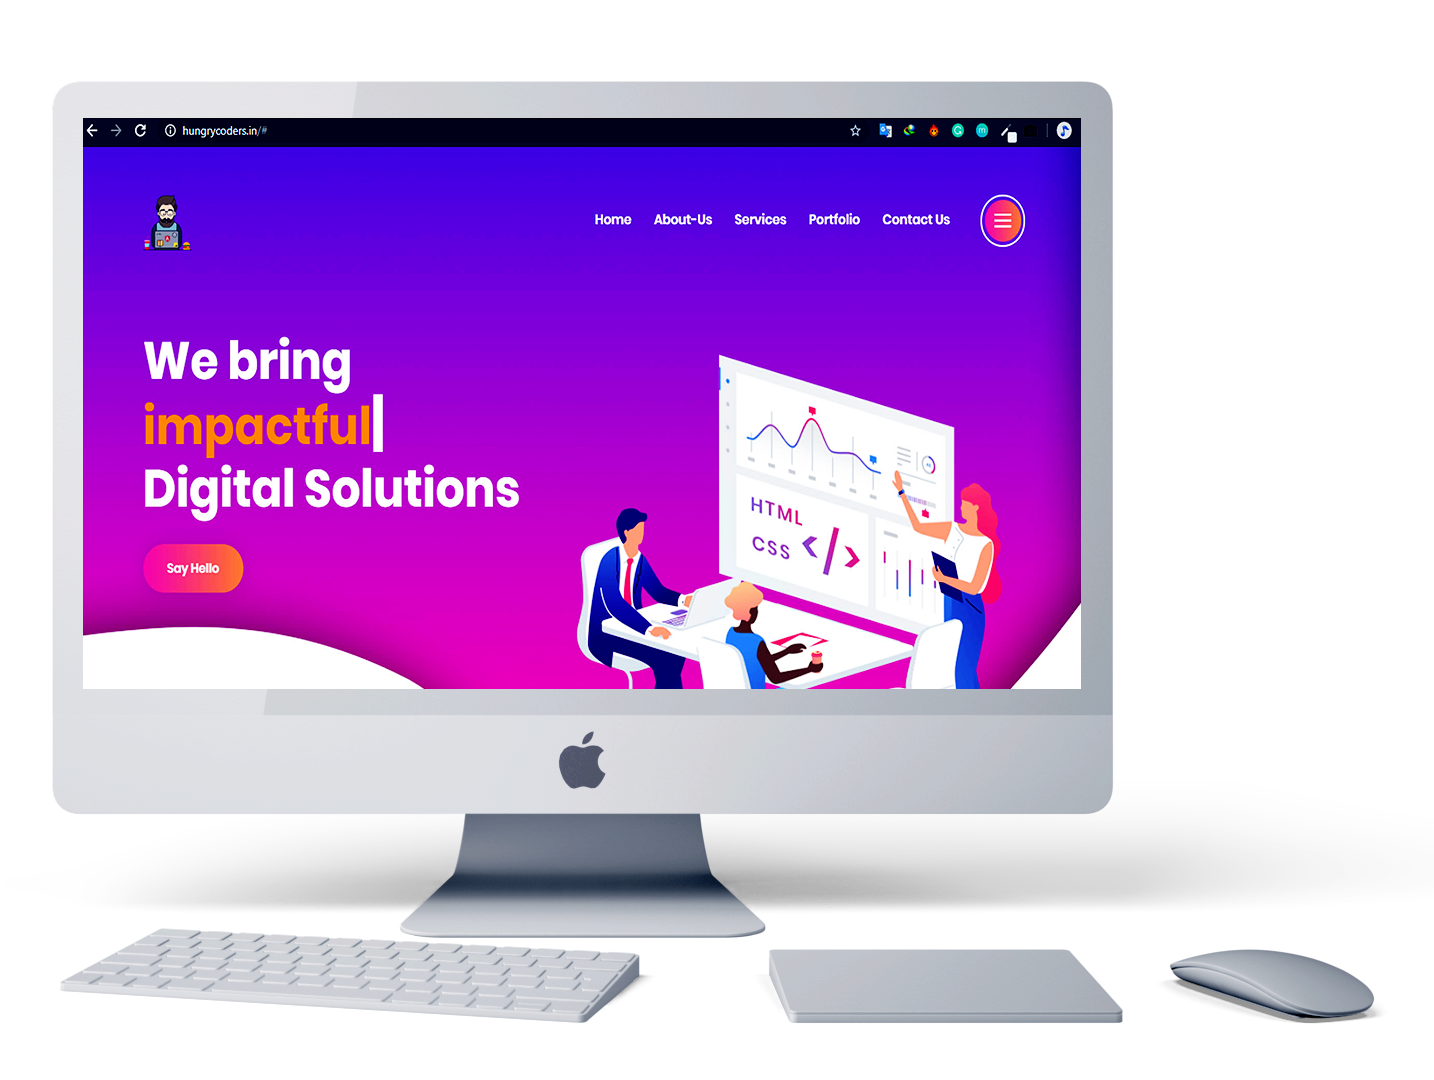 hungrycoders.in/#
Home About-Us Services Portfolio Contact Us
We bring
impactful
Digital Solutions
Say Hello
HTML
CSS </>